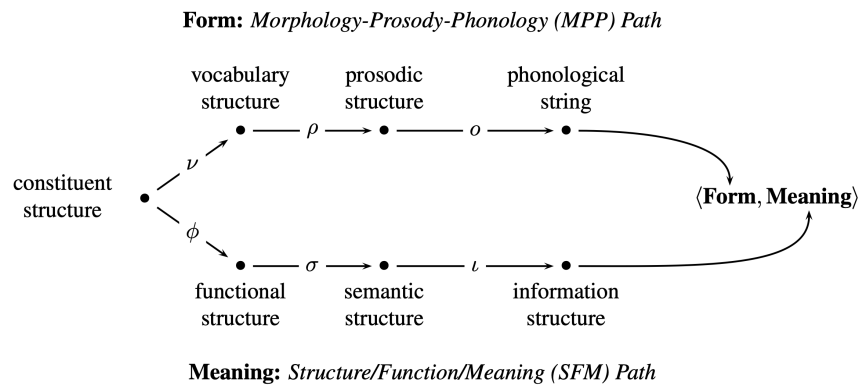 Form: Morphology-Prosody-Phonology (MPP) Path
vocabulary
structure
prosodic
structure
phonological
string
ρ
ο
ν
constituent
structure
⟨Form, Meaning⟩
ϕ
σ
ι
functional
structure
semantic
structure
information
structure
Meaning: Structure/Function/Meaning (SFM) Path